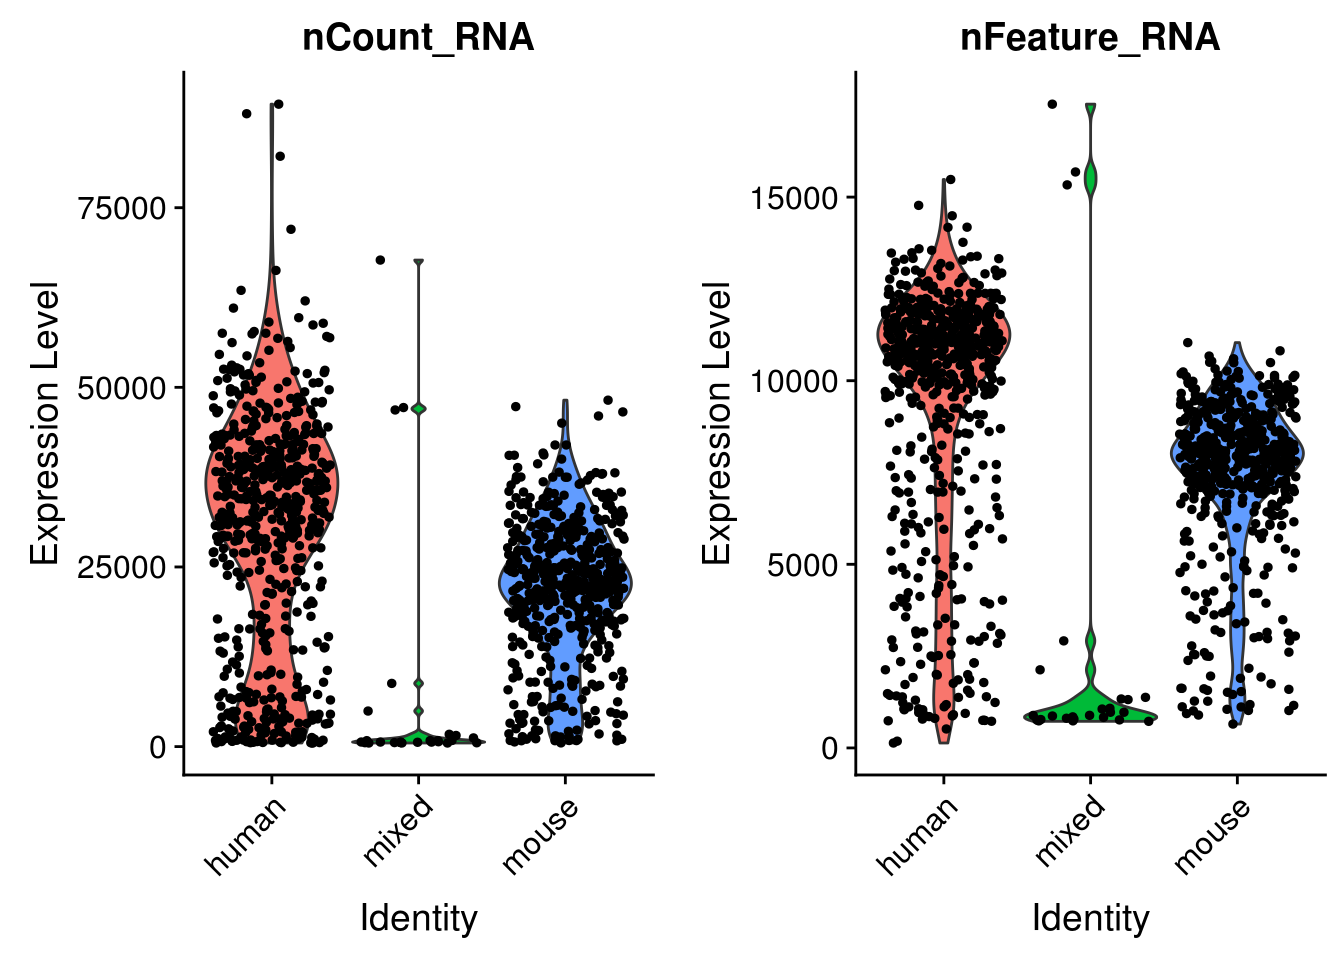 nCount_RNA
Expression Level
75000
50000
25000
0
human
mixed
mouse
Identity
nFeature_RNA
Expression Level
15000
10000
5000
0
human
mixed
mouse
Identity